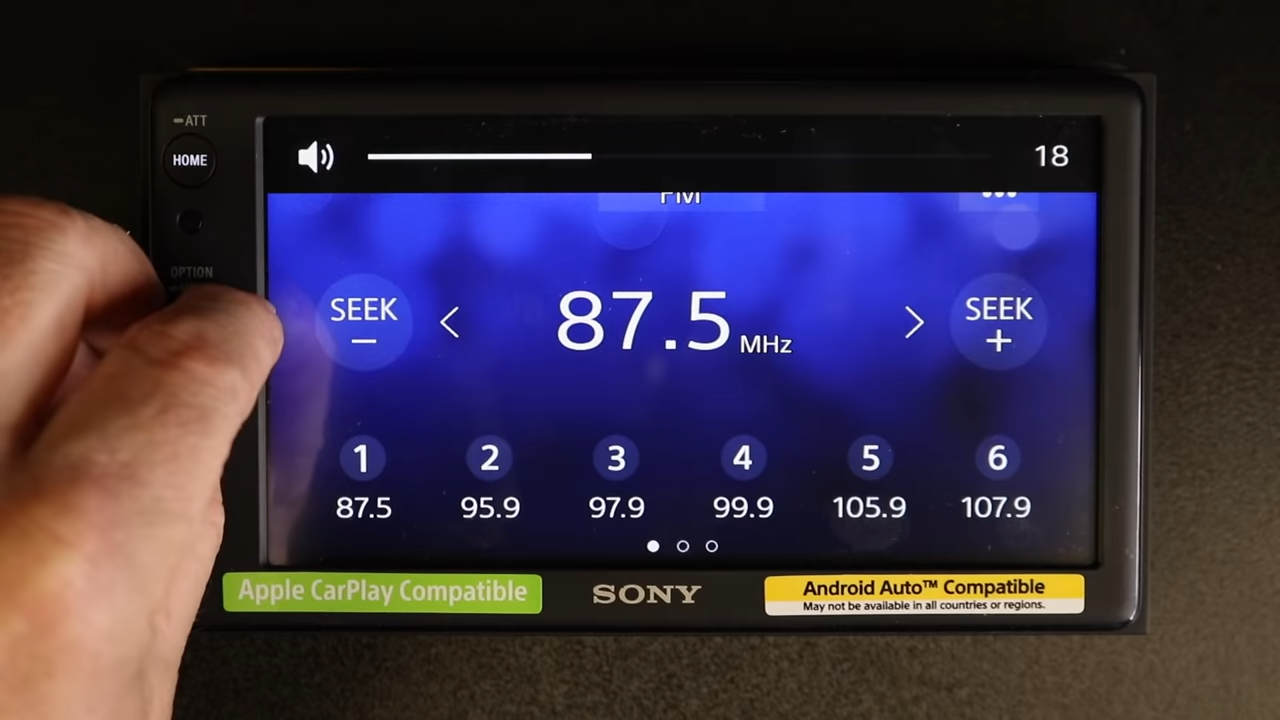 ATT
HOME
18
FM
OPTION
SEEK
−
<
87.5 MHz
>
SEEK
+
1 2 3 4 5 6
87.5 95.9 97.9 99.9 105.9 107.9
Apple CarPlay Compatible
SONY
Android Auto™ Compatible
May not be available in all countries or regions.